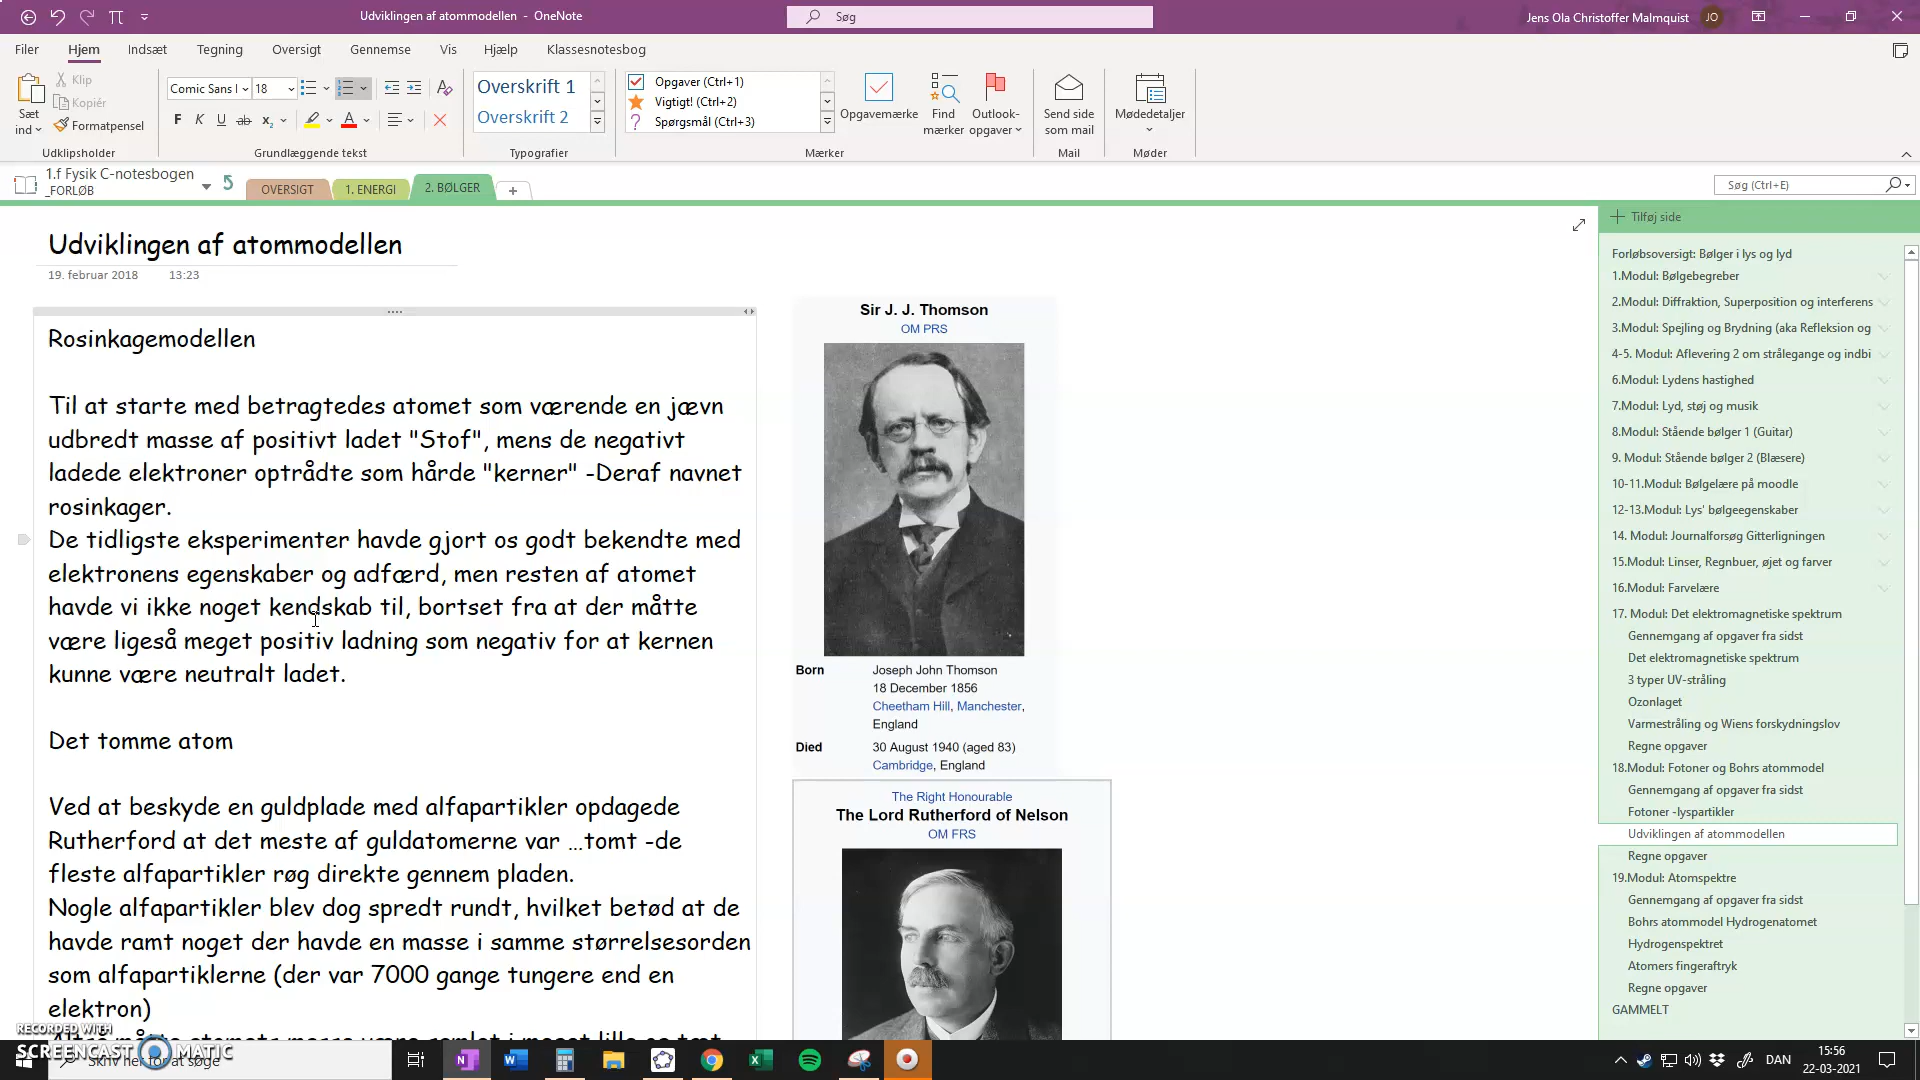 Udviklingen af atommodellen - OneNote
Søg
Jens Ola Christoffer Malmquist
JO
Filer
Hjem
Indsæt
Tegning
Oversigt
Gennemse
Vis
Hjælp
Klassesnotesbog
Sæt ind
Klip
Kopiér
Formatpensel
Udklipsholder
Comic Sans
18
F K U ab x₂ A
Grundlæggende tekst
Overskrift 1
Overskrift 2
Typografier
Opgaver (Ctrl+1)
Vigtigt! (Ctrl+2)
Spørgsmål (Ctrl+3)
Opgavemærke
Find mærker
Outlook-opgaver
Mærker
Send side som mail
Mail
Mødedetaljer
Møder
1.f Fysik C-notesbogen
_FORLØB
OVERSIGT
1. ENERGI
2. BØLGER
Søg (Ctrl+E)
Udviklingen af atommodellen
19. februar 2018 13:23
Rosinkagemodellen
Til at starte med betragtedes atomet som værende en jævn
udbredt masse af positivt ladet "Stof", mens de negativt
ladede elektroner optrådte som hårde "kerner" -Deraf navnet
rosinkager.
De tidligste eksperimenter havde gjort os godt bekendte med
elektronens egenskaber og adfærd, men resten af atomet
havde vi ikke noget kendskab til, bortset fra at der måtte
være ligeså meget positiv ladning som negativ for at kernen
kunne være neutralt ladet.
Det tomme atom
Ved at beskyde en guldplade med alfapartikler opdagede
Rutherford at det meste af guldatomerne var ...tomt -de
fleste alfapartikler røg direkte gennem pladen.
Nogle alfapartikler blev dog spredt rundt, hvilket betød at de
havde ramt noget der havde en masse i samme størrelsesorden
som alfapartiklerne (der var 7000 gange tungere end en
elektron)
Sir J. J. Thomson
OM PRS
Born Joseph John Thomson
18 December 1856
Cheetham Hill, Manchester,
England
Died 30 August 1940 (aged 83)
Cambridge, England
The Right Honourable
The Lord Rutherford of Nelson
OM FRS
Tilføj side
Forløbsoversigt: Bølger i lys og lyd
1.Modul: Bølgebegreber
2.Modul: Diffraktion, Superposition og interferens
3.Modul: Spejling og Brydning (aka Refleksion og
4-5. Modul: Aflevering 2 om strålegange og indbi
6.Modul: Lydens hastighed
7.Modul: Lyd, støj og musik
8.Modul: Stående bølger 1 (Guitar)
9. Modul: Stående bølger 2 (Blæsere)
10-11.Modul: Bølgelære på moodle
12-13.Modul: Lys' bølgeegenskaber
14. Modul: Journalforsøg Gitterligningen
15.Modul: Linser, Regnbuer, øjet og farver
16.Modul: Farvelære
17. Modul: Det elektromagnetiske spektrum
Gennemgang af opgaver fra sidst
Det elektromagnetiske spektrum
3 typer UV-stråling
Ozonlaget
Varmestråling og Wiens forskydningslov
Regne opgaver
18.Modul: Fotoner og Bohrs atommodel
Gennemgang af opgaver fra sidst
Fotoner -lyspartikler
Udviklingen af atommodellen
Regne opgaver
19.Modul: Atomspektre
Gennemgang af opgaver fra sidst
Bohrs atommodel Hydrogenatomet
Hydrogenspektret
Atomers fingeraftryk
Regne opgaver
GAMMELT
RECORDED WITH
SCREENCAST MATIC
Skriv her for at søge
DAN
15:56
22-03-2021